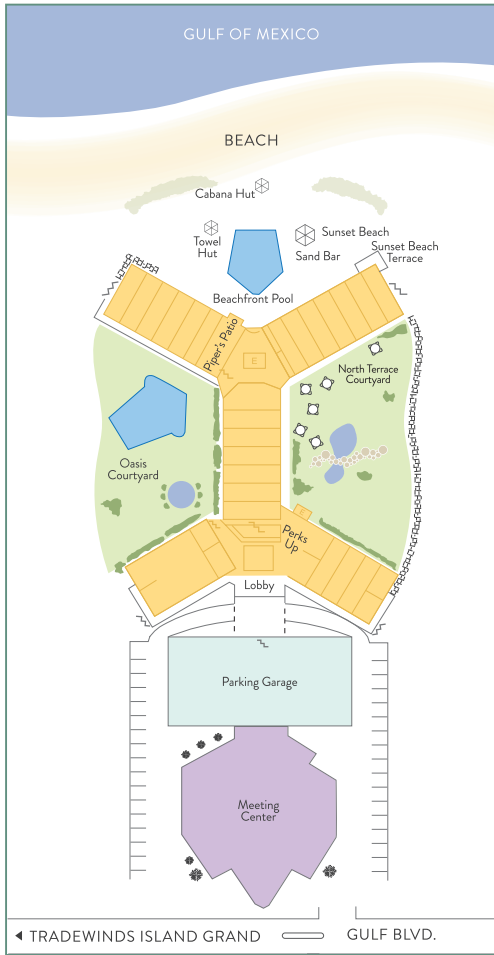 GULF OF MEXICO
BEACH
Cabana Hut
Towel
Hut
Sunset Beach
Sand Bar
Sunset Beach
Terrace
Beachfront Pool
Piper's Patio
E
North Terrace
Courtyard
Oasis
Courtyard
E
Perks
Up
Lobby
Parking Garage
Meeting
Center
TRADEWINDS ISLAND GRAND
GULF BLVD.